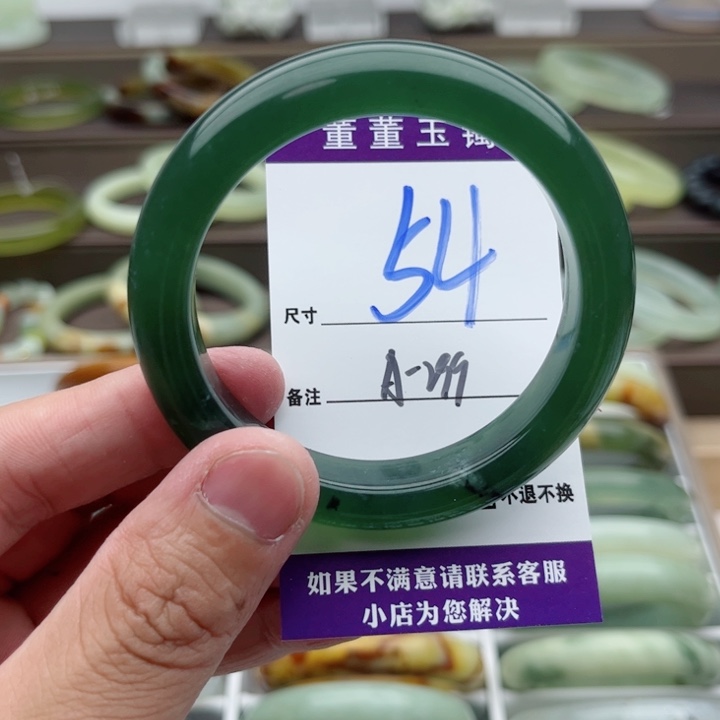 董董玉
54
尺寸
A-299
备注
不退不换
如果不满意请联系客服
小店为您解决